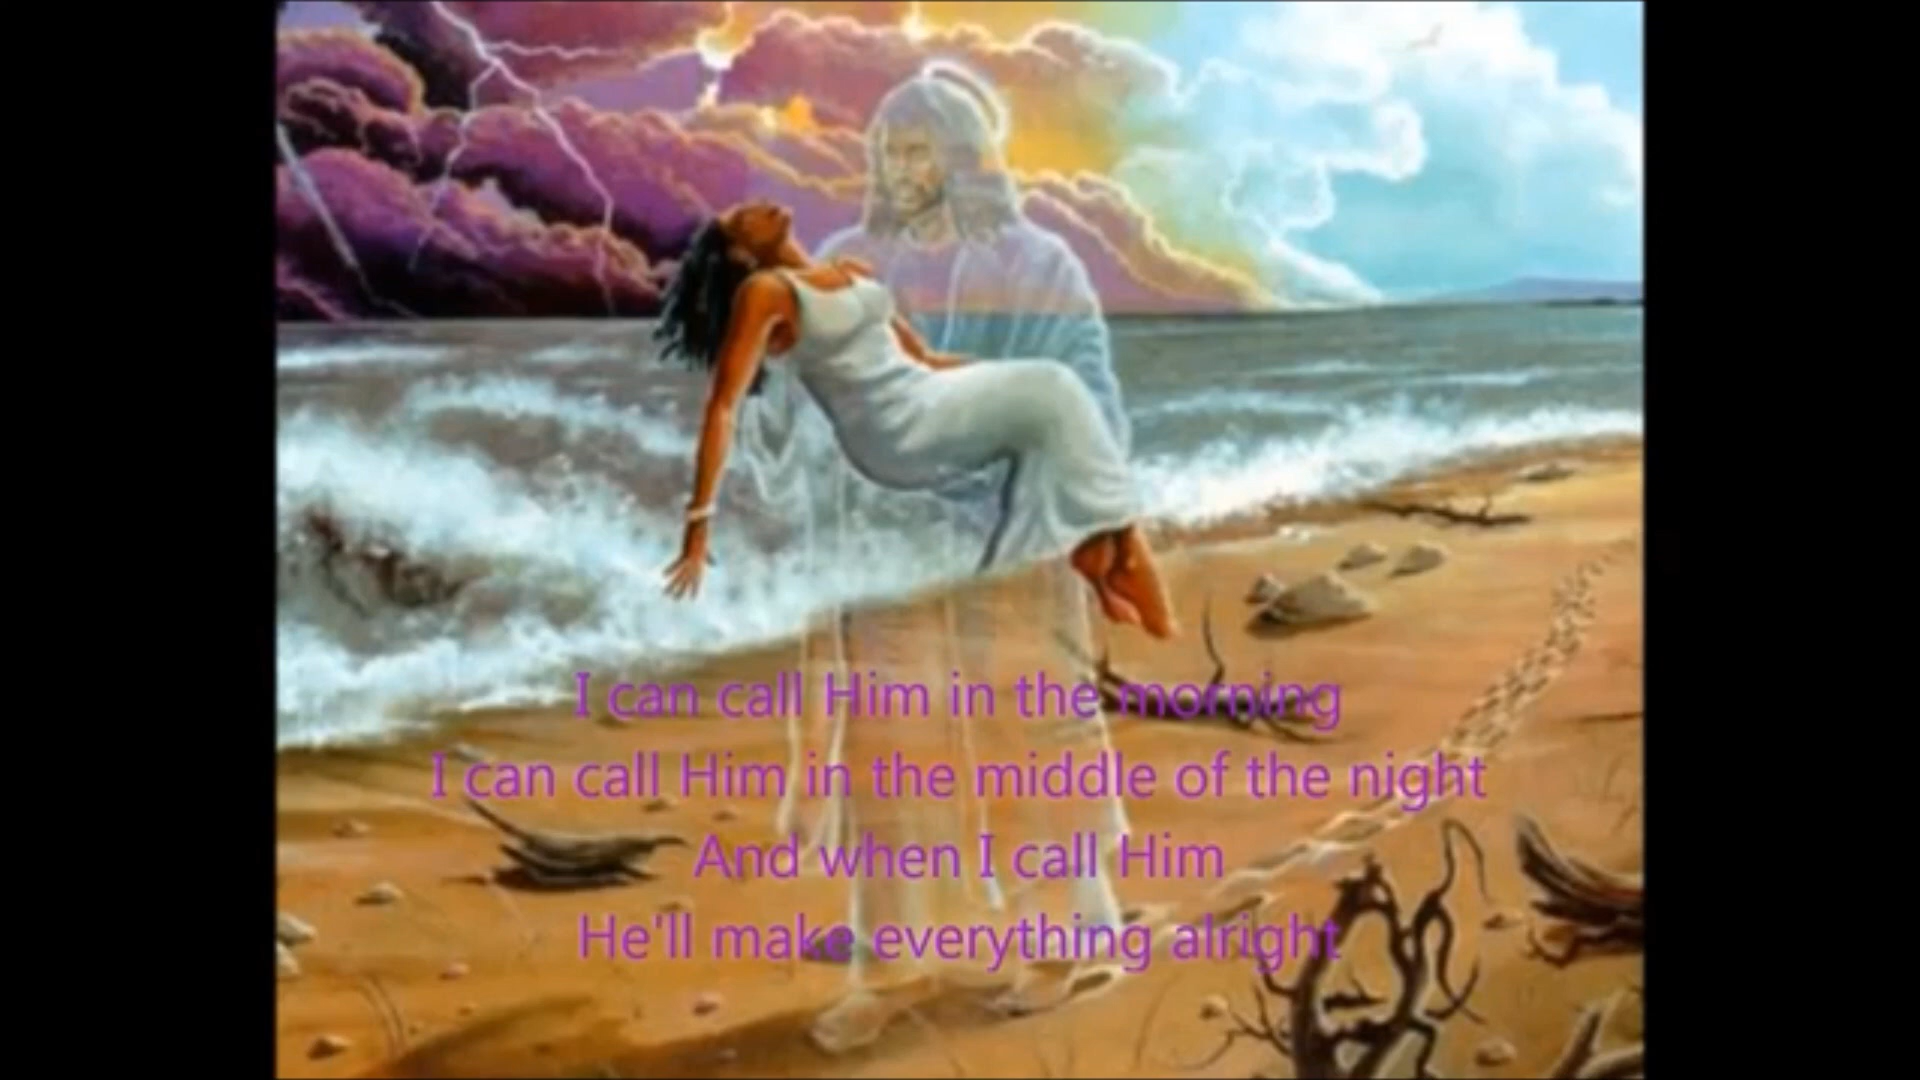 I can call Him in the morning
I can call Him in the middle of the night
And when I call Him
He'll make everything alright